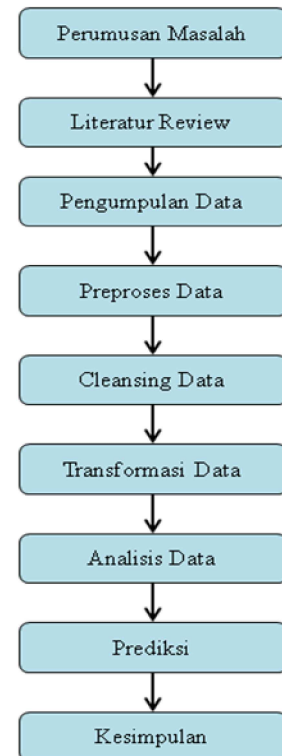 Perumusan Masalah
Literatur Review
Pengumpulan Data
Preproses Data
Cleansing Data
Transformasi Data
Analisis Data
Prediksi
Kesimpulan